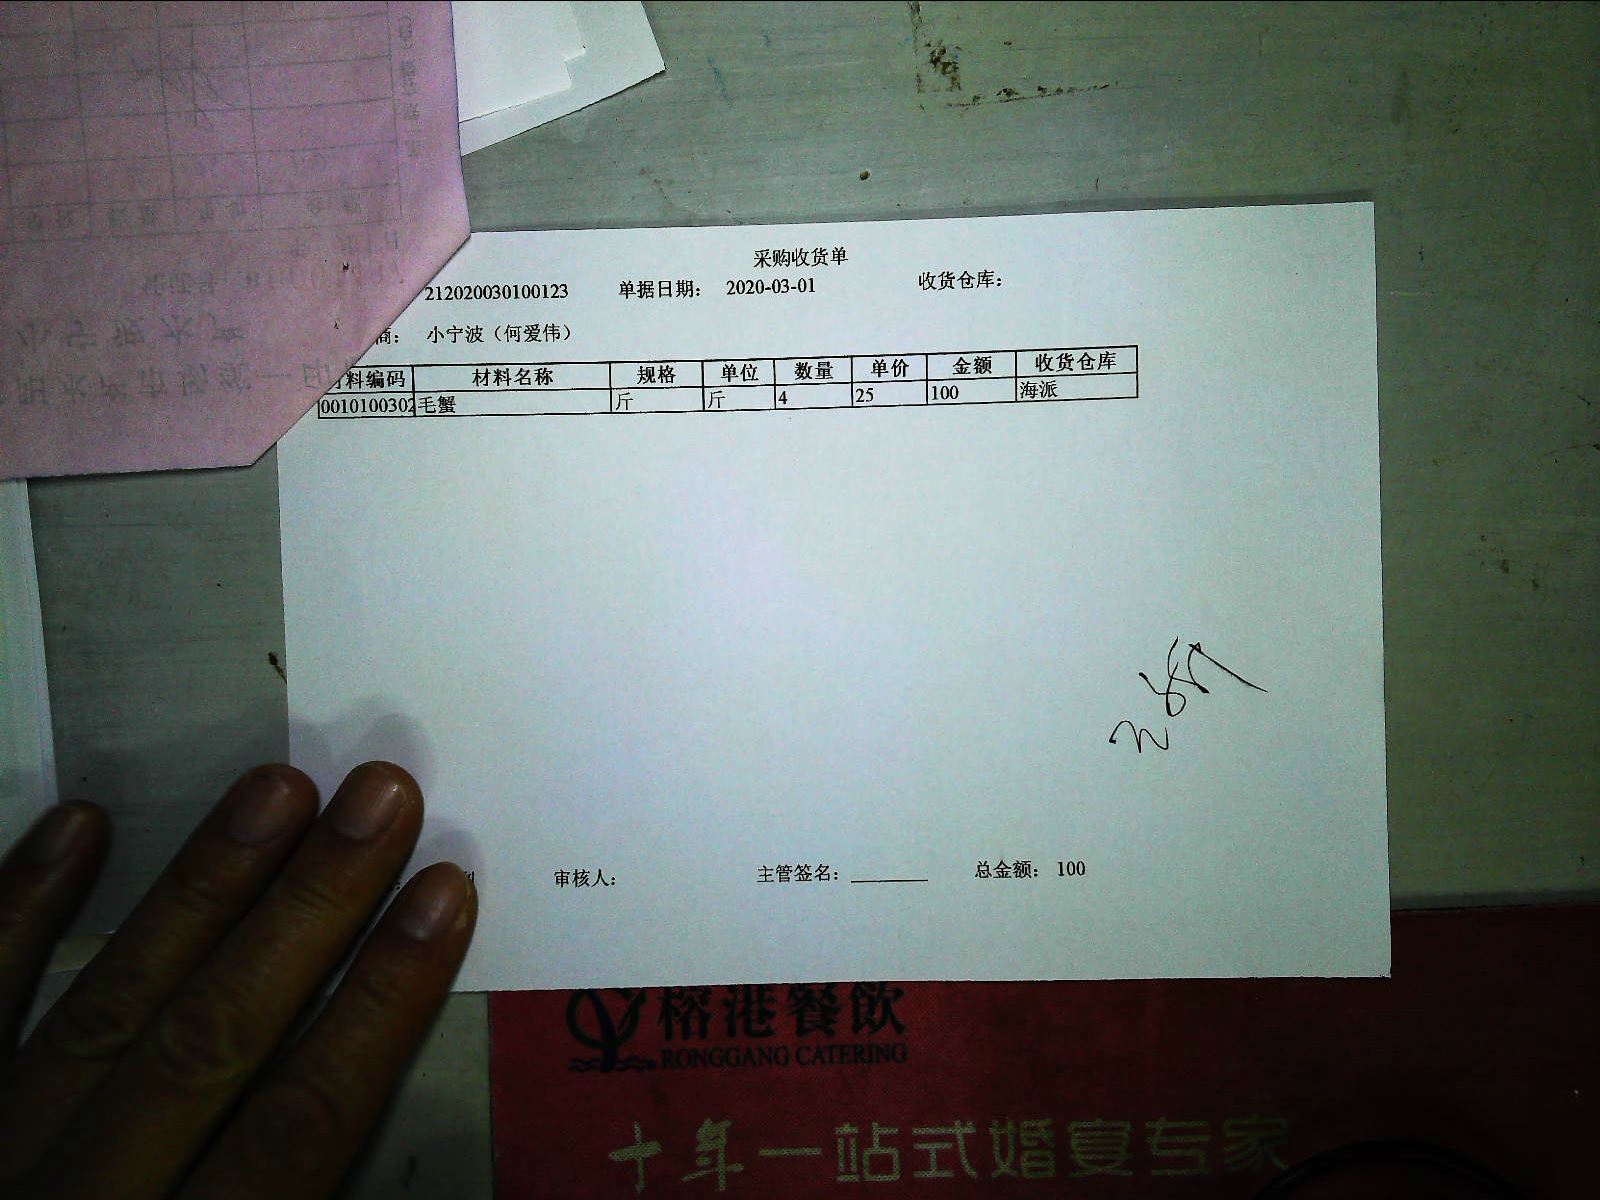 采购收货单
212020030100123 单据日期： 2020-03-01 收货仓库：
商： 小宁波（何爱伟）
料编码 材料名称 规格 单位 数量 单价 金额 收货仓库
0010100302 毛蟹 斤 斤 4 25 100 海派
审核人： 主管签名： 总金额： 100
榕港餐飲
RONGGANG CATERING
十年一站式婚宴专家